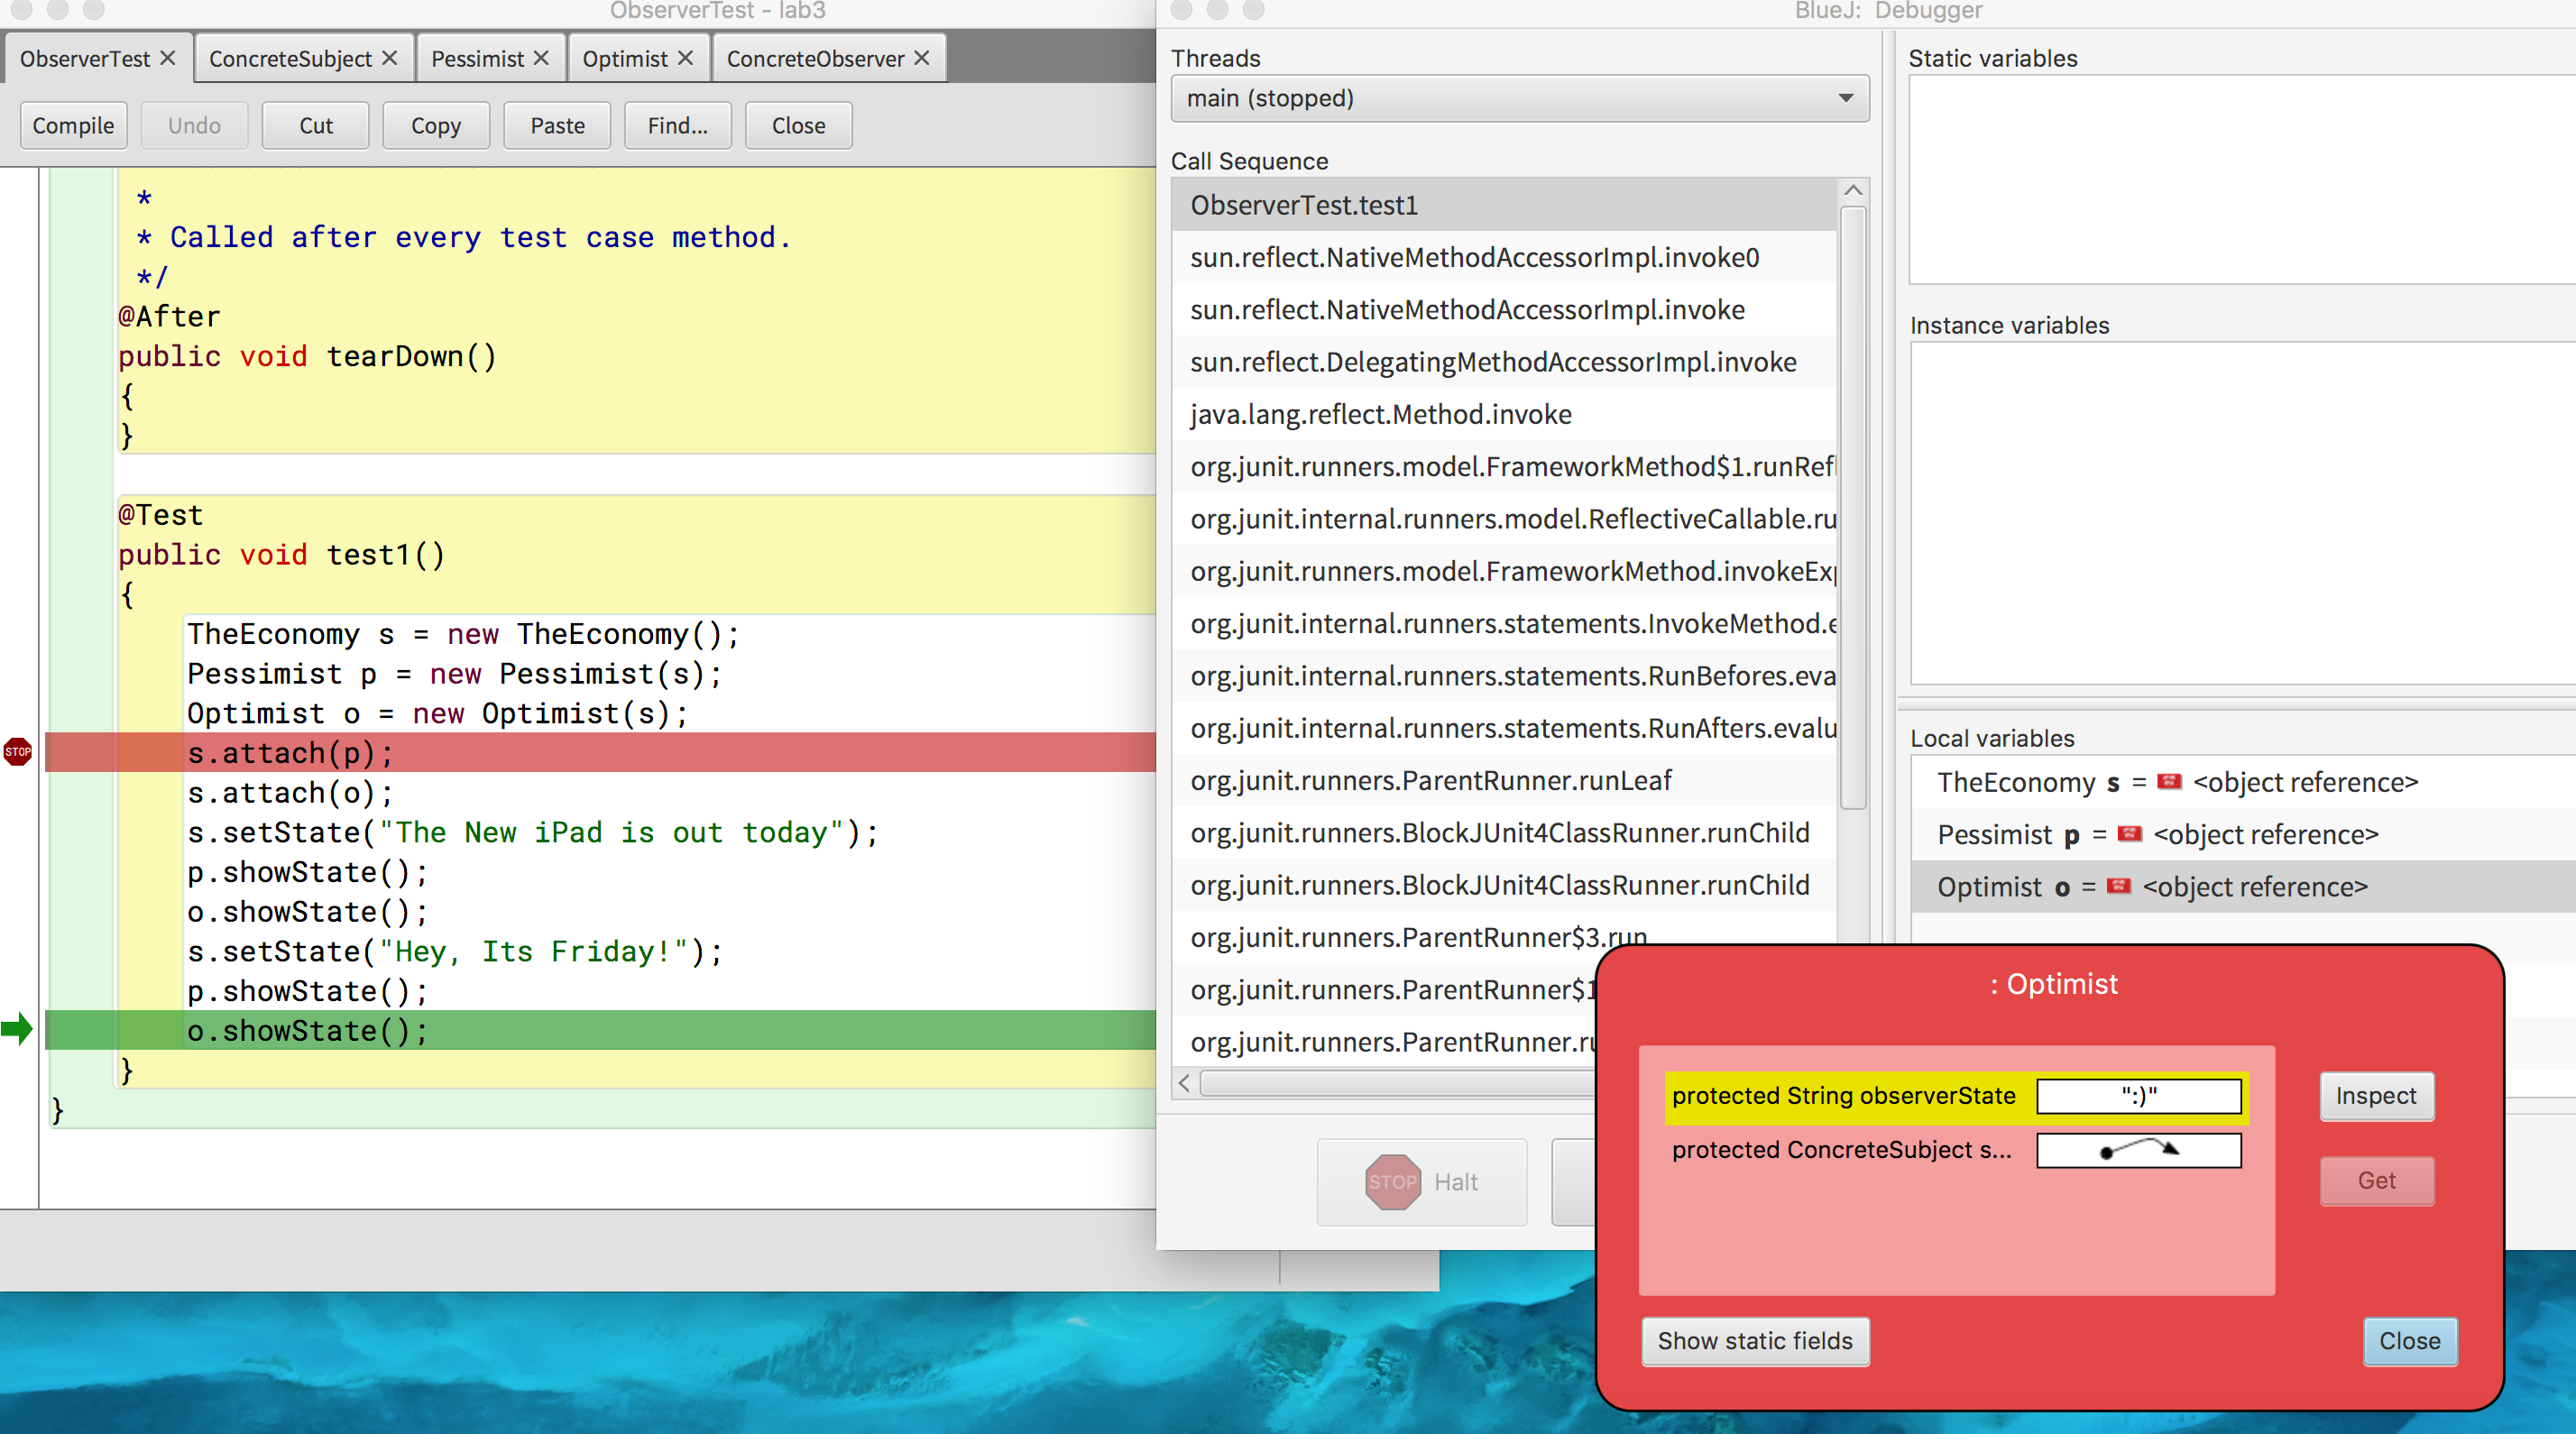 ObserverTest - lab3
ObserverTest
ConcreteSubject
Pessimist
Optimist
ConcreteObserver
Compile
Undo
Cut
Copy
Paste
Find...
Close
*
* Called after every test case method.
*/
@After
public void tearDown()
{
}
@Test
public void test1()
{
TheEconomy s = new TheEconomy();
Pessimist p = new Pessimist(s);
Optimist o = new Optimist(s);
STOP
s.attach(p);
s.attach(o);
s.setState("The New iPad is out today");
p.showState();
o.showState();
s.setState("Hey, Its Friday!");
p.showState();
o.showState();
}
}
BlueJ: Debugger
Threads
main (stopped)
Call Sequence
ObserverTest.test1
sun.reflect.NativeMethodAccessorImpl.invoke0
sun.reflect.NativeMethodAccessorImpl.invoke
sun.reflect.DelegatingMethodAccessorImpl.invoke
java.lang.reflect.Method.invoke
org.junit.runners.model.FrameworkMethod$1.runRefl
org.junit.internal.runners.model.ReflectiveCallable.ru
org.junit.runners.model.FrameworkMethod.invokeExp
org.junit.internal.runners.statements.InvokeMethod.e
org.junit.internal.runners.statements.RunBefores.eva
org.junit.internal.runners.statements.RunAfters.evalu
org.junit.runners.ParentRunner.runLeaf
org.junit.runners.BlockJUnit4ClassRunner.runChild
org.junit.runners.BlockJUnit4ClassRunner.runChild
org.junit.runners.ParentRunner$3.run
org.junit.runners.ParentRunner$1
org.junit.runners.ParentRunner.ru
STOP Halt
Static variables
Instance variables
Local variables
TheEconomy s = <object reference>
Pessimist p = <object reference>
Optimist o = <object reference>
: Optimist
protected String observerState ":)"
protected ConcreteSubject s...
Inspect
Get
Show static fields
Close